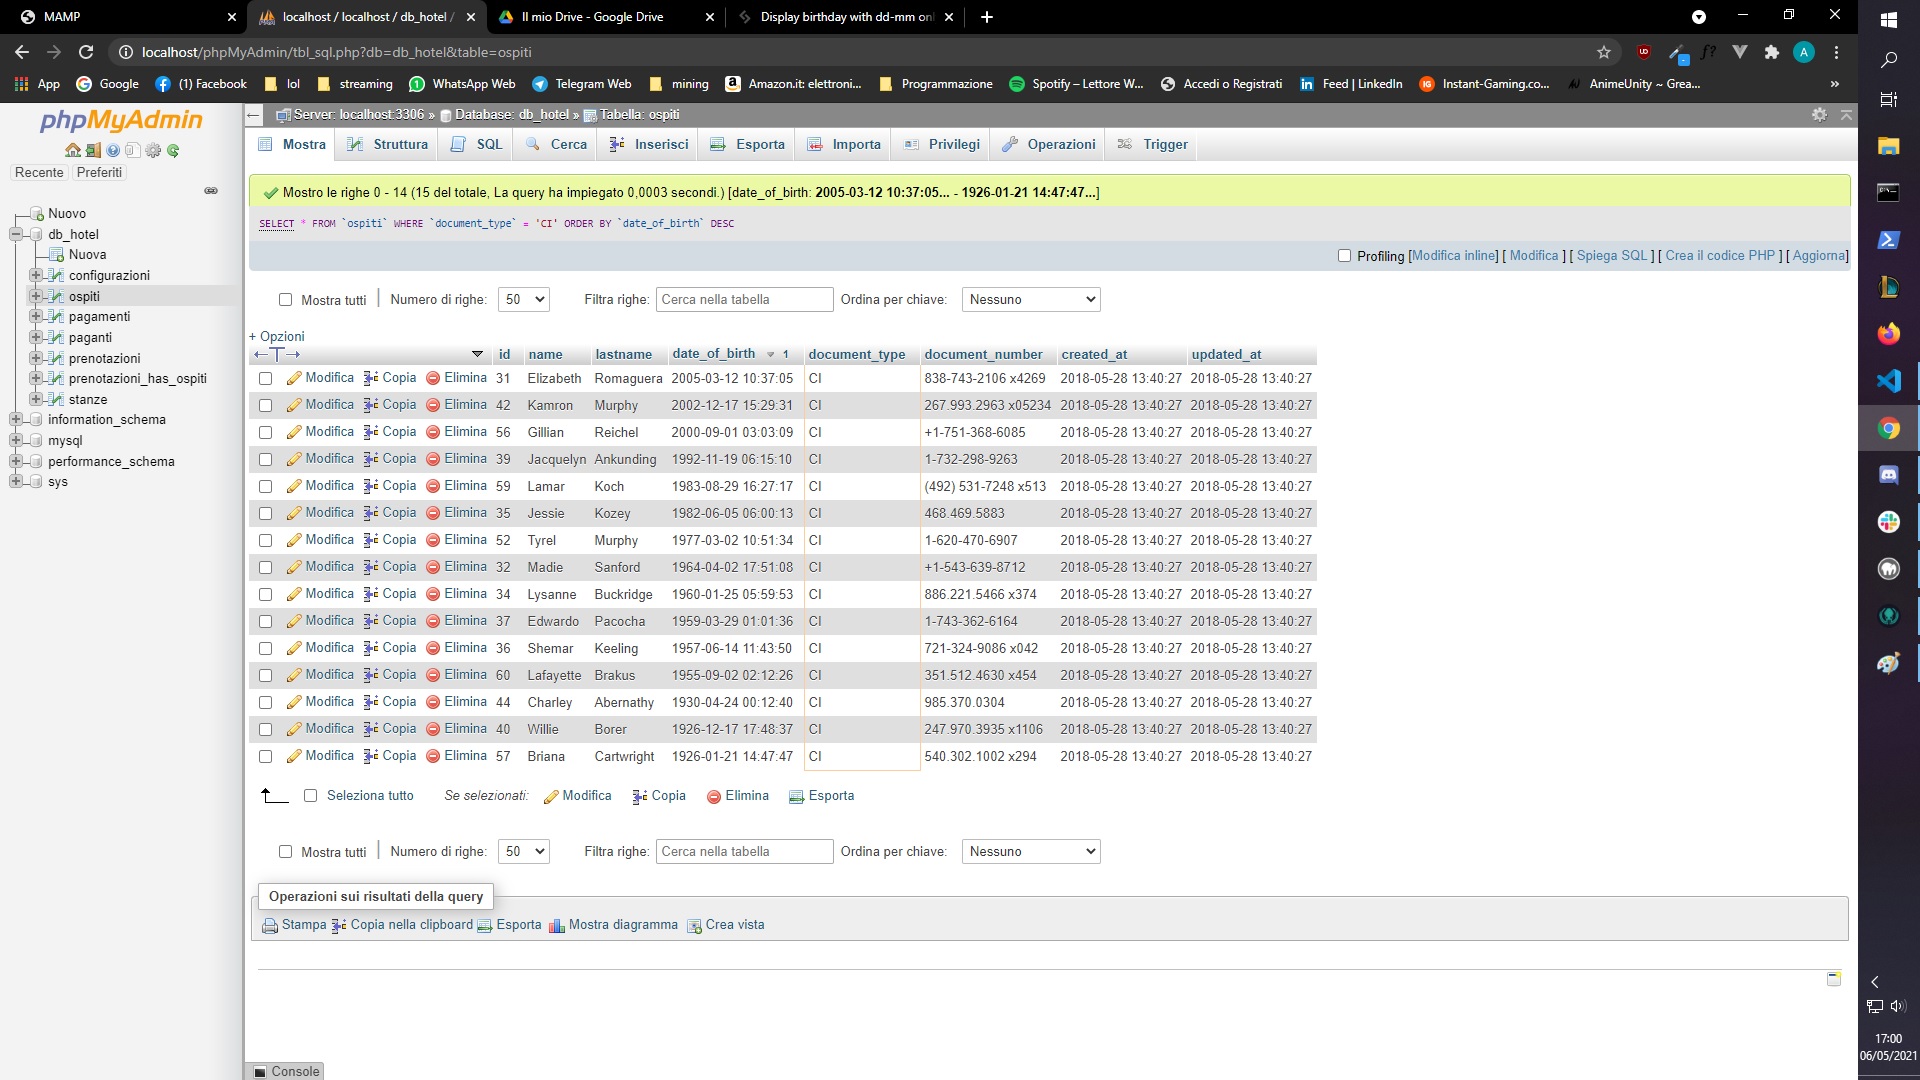 MAMP
localhost / localhost / db_hotel /
Il mio Drive - Google Drive
Display birthday with dd-mm onl
localhost/phpMyAdmin/tbl_sql.php?db=db_hotel&table=ospiti
App Google (1) Facebook lol streaming WhatsApp Web Telegram Web mining Amazon.it: elettroni... Programmazione Spotify – Lettore W... Accedi o Registrati Feed | LinkedIn Instant-Gaming.co... AnimeUnity ~ Grea... »
phpMyAdmin
Recente Preferiti
Nuovo
db_hotel
Nuova
configurazioni
ospiti
pagamenti
paganti
prenotazioni
prenotazioni_has_ospiti
stanze
information_schema
mysql
performance_schema
sys
Server: localhost:3306 » Database: db_hotel » Tabella: ospiti
Mostra Struttura SQL Cerca Inserisci Esporta Importa Privilegi Operazioni Trigger
Mostro le righe 0 - 14 (15 del totale, La query ha impiegato 0,0003 secondi.) [date_of_birth: 2005-03-12 10:37:05... - 1926-01-21 14:47:47...]
SELECT * FROM `ospiti` WHERE `document_type` = 'CI' ORDER BY `date_of_birth` DESC
Profiling [Modifica inline] [ Modifica ] [ Spiega SQL ] [ Crea il codice PHP ] [ Aggiorna]
Mostra tutti | Numero di righe: 50 Filtra righe: Cerca nella tabella Ordina per chiave: Nessuno
+ Opzioni
←T→ id name lastname date_of_birth 1 document_type document_number created_at updated_at
Modifica Copia Elimina 31 Elizabeth Romaguera 2005-03-12 10:37:05 CI 838-743-2106 x4269 2018-05-28 13:40:27 2018-05-28 13:40:27
Modifica Copia Elimina 42 Kamron Murphy 2002-12-17 15:29:31 CI 267.993.2963 x05234 2018-05-28 13:40:27 2018-05-28 13:40:27
Modifica Copia Elimina 56 Gillian Reichel 2000-09-01 03:03:09 CI +1-751-368-6085 2018-05-28 13:40:27 2018-05-28 13:40:27
Modifica Copia Elimina 39 Jacquelyn Ankunding 1992-11-19 06:15:10 CI 1-732-298-9263 2018-05-28 13:40:27 2018-05-28 13:40:27
Modifica Copia Elimina 59 Lamar Koch 1983-08-29 16:27:17 CI (492) 531-7248 x513 2018-05-28 13:40:27 2018-05-28 13:40:27
Modifica Copia Elimina 35 Jessie Kozey 1982-06-05 06:00:13 CI 468.469.5883 2018-05-28 13:40:27 2018-05-28 13:40:27
Modifica Copia Elimina 52 Tyrel Murphy 1977-03-02 10:51:34 CI 1-620-470-6907 2018-05-28 13:40:27 2018-05-28 13:40:27
Modifica Copia Elimina 32 Madie Sanford 1964-04-02 17:51:08 CI +1-543-639-8712 2018-05-28 13:40:27 2018-05-28 13:40:27
Modifica Copia Elimina 34 Lysanne Buckridge 1960-01-25 05:59:53 CI 886.221.5466 x374 2018-05-28 13:40:27 2018-05-28 13:40:27
Modifica Copia Elimina 37 Edwardo Pacocha 1959-03-29 01:01:36 CI 1-743-362-6164 2018-05-28 13:40:27 2018-05-28 13:40:27
Modifica Copia Elimina 36 Shemar Keeling 1957-06-14 11:43:50 CI 721-324-9086 x042 2018-05-28 13:40:27 2018-05-28 13:40:27
Modifica Copia Elimina 60 Lafayette Brakus 1955-09-02 02:12:26 CI 351.512.4630 x454 2018-05-28 13:40:27 2018-05-28 13:40:27
Modifica Copia Elimina 44 Charley Abernathy 1930-04-24 00:12:40 CI 985.370.0304 2018-05-28 13:40:27 2018-05-28 13:40:27
Modifica Copia Elimina 40 Willie Borer 1926-12-17 17:48:37 CI 247.970.3935 x1106 2018-05-28 13:40:27 2018-05-28 13:40:27
Modifica Copia Elimina 57 Briana Cartwright 1926-01-21 14:47:47 CI 540.302.1002 x294 2018-05-28 13:40:27 2018-05-28 13:40:27
Seleziona tutto Se selezionati: Modifica Copia Elimina Esporta
Mostra tutti | Numero di righe: 50 Filtra righe: Cerca nella tabella Ordina per chiave: Nessuno
Operazioni sui risultati della query
Stampa Copia nella clipboard Esporta Mostra diagramma Crea vista
Console
17:00
06/05/2021